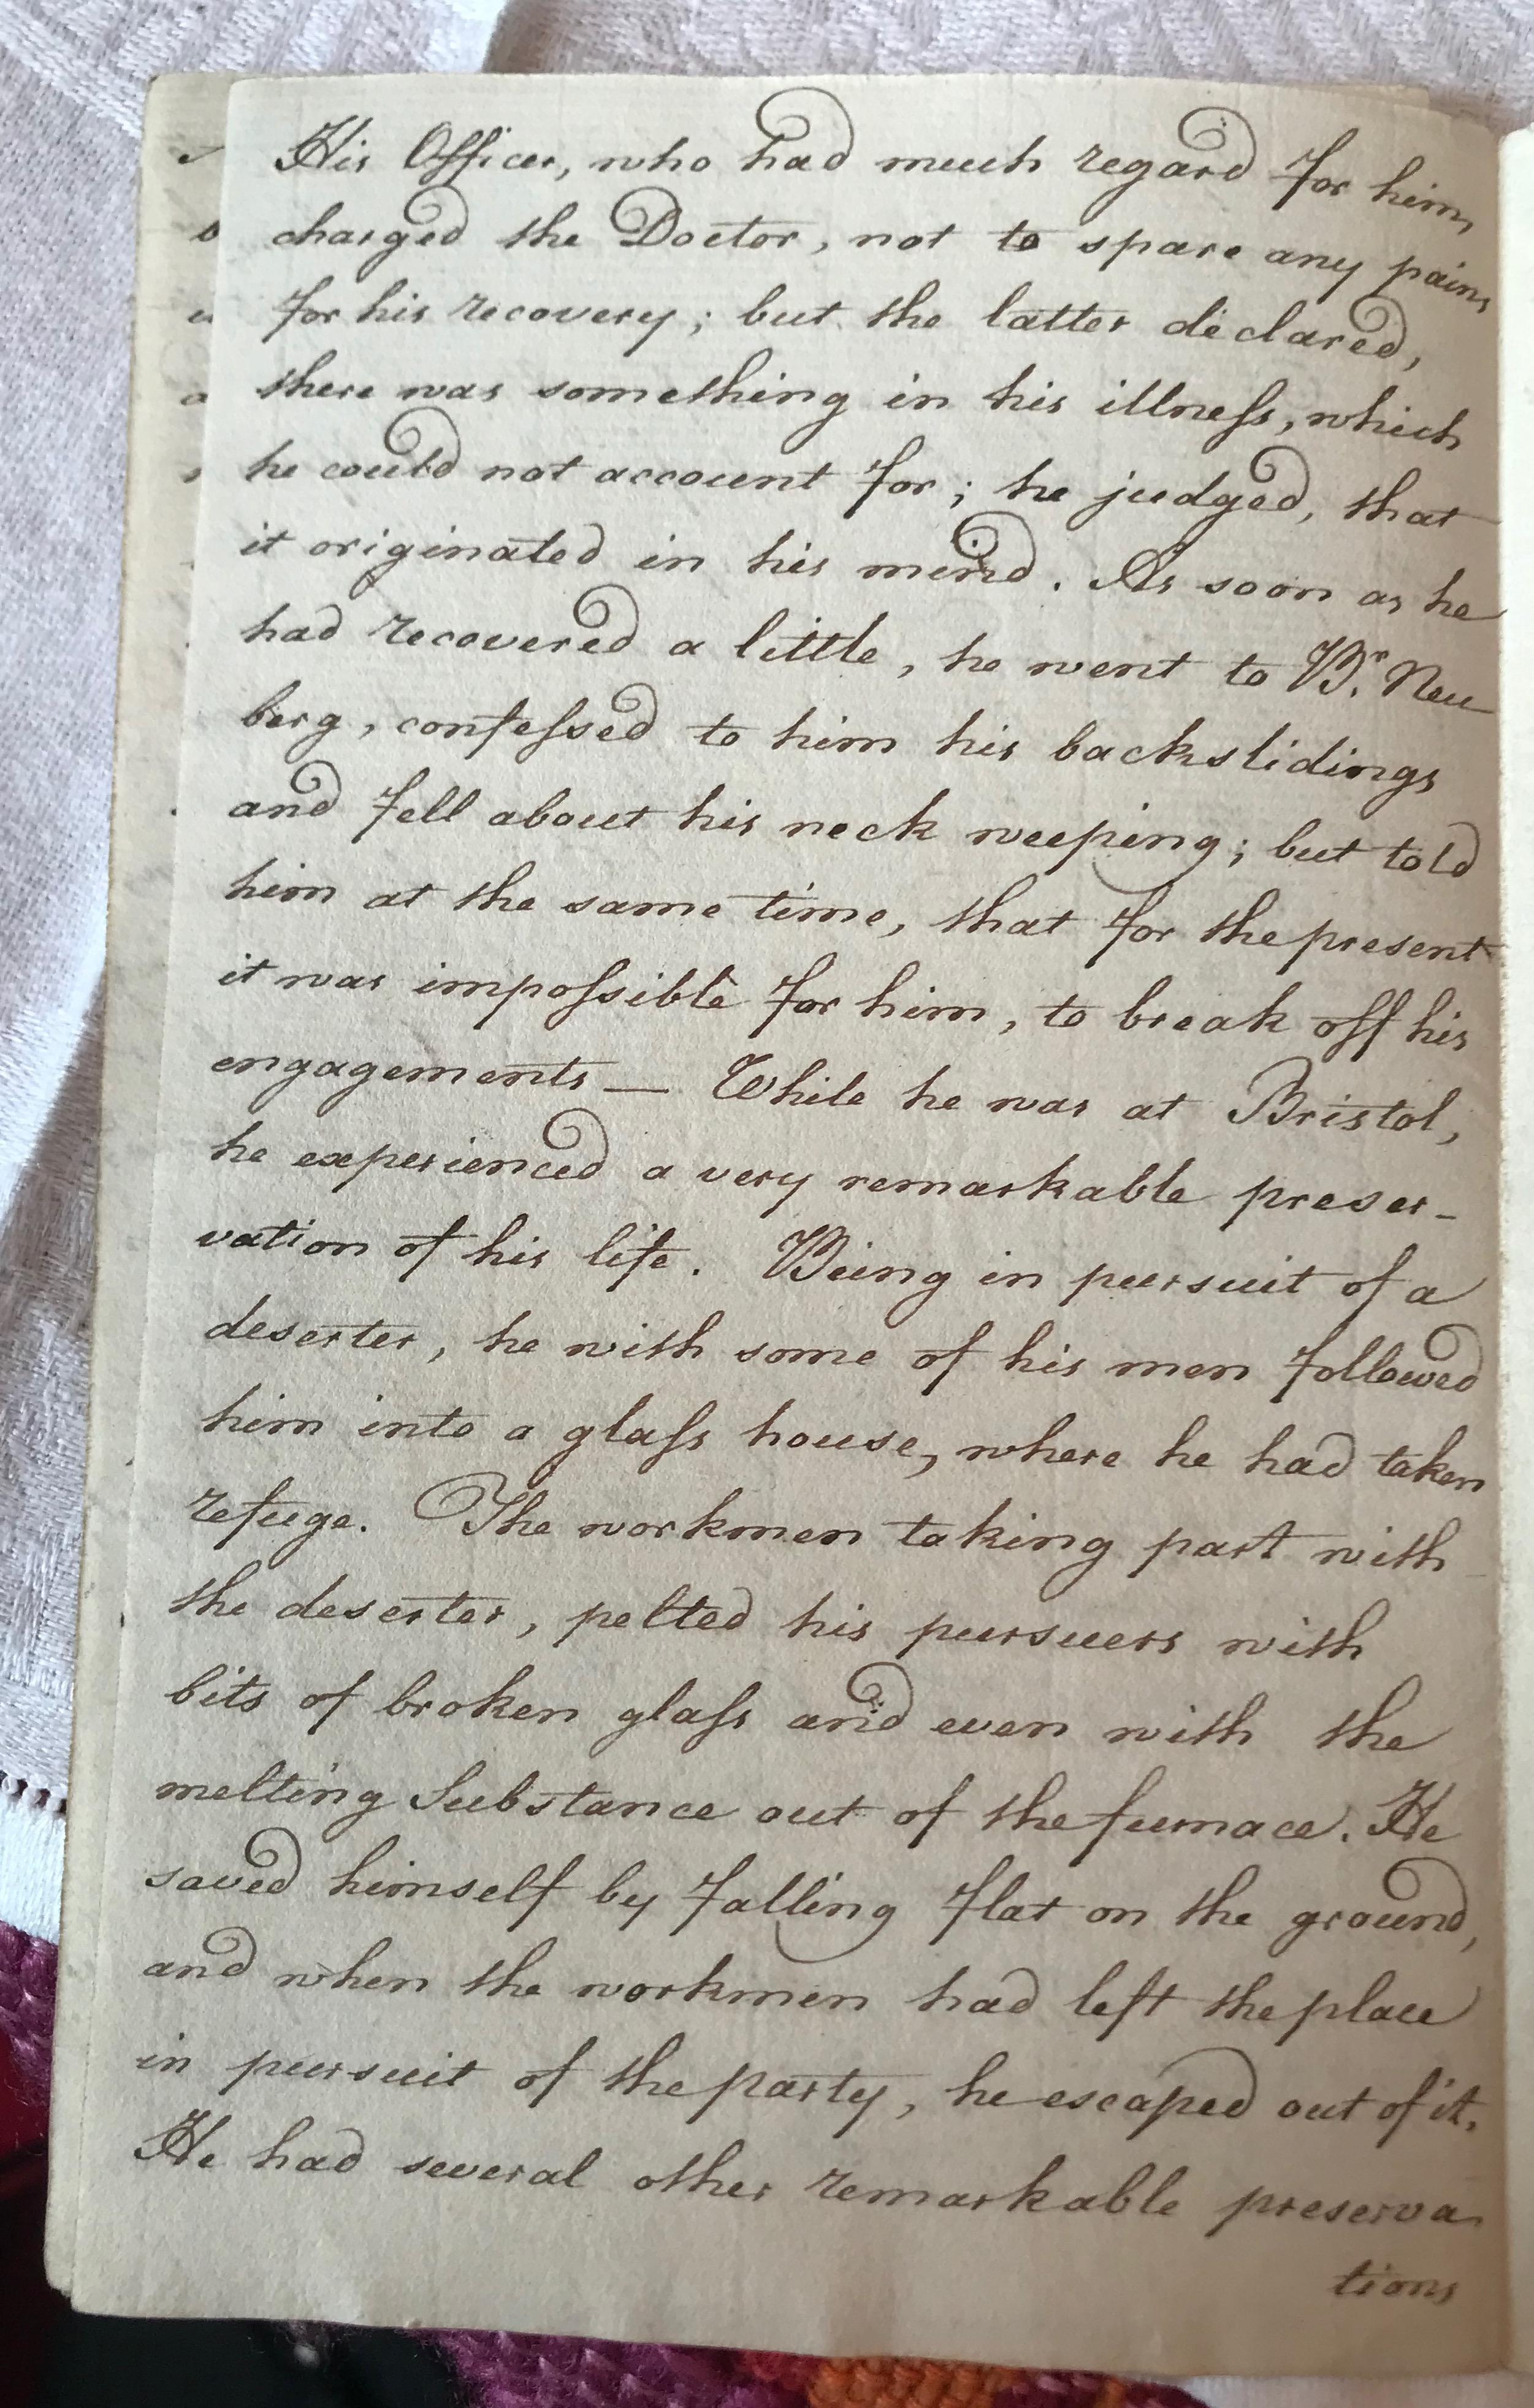 His Officer, who had much regard for him,
charged the Doctor, not to spare any pains
for his recovery; but the latter declared,
there was something in his illneſs, which
he could not account for; he judged, that
it originated in his mind. As soon as he
had recovered a little, he went to Br. Neu
berg, confeſsed to him his backslidings
and fell about his neck weeping; but told
him at the same time, that for the present
it was impoſsible for him, to break off his
engagements — While he was at Bristol,
he experienced a very remarkable preser-
vation of his life. Being in pursuit of a
deserter, he with some of his men followed
him into a glaſs house, where he had taken
refuge. The workmen taking part with
the deserter, pelted his pursuers with
bits of broken glaſs and even with the
melting Substance out of the furnace. He
saved himself by falling flat on the ground,
and when the workmen had left the place
in pursuit of the party, he escaped out of it.
He had several other remarkable preserva
tions